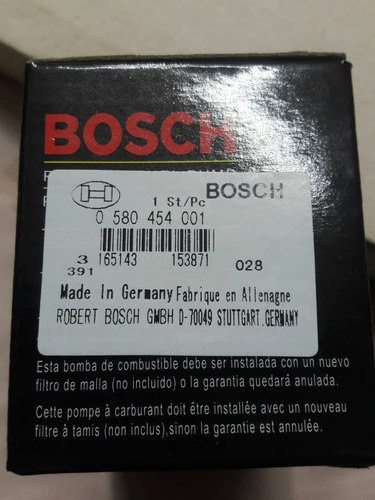 BOSCH
1 St/Pc
BOSCH
0 580 454 001
3 165143 153871
391
028
Made In Germany Fabrique en Allenagne
ROBERT BOSCH GMBH D-70049 STUTTGART.GERMANY
Esta bomba de combustible debe ser instalada con un nuevo
filtro de malla (no incluido) o la garantía quedará anulada.
Cette pompe à carburant doit être installée avec un nouveau
filtre à tamis (non inclus),sinon la garantie est annulée.